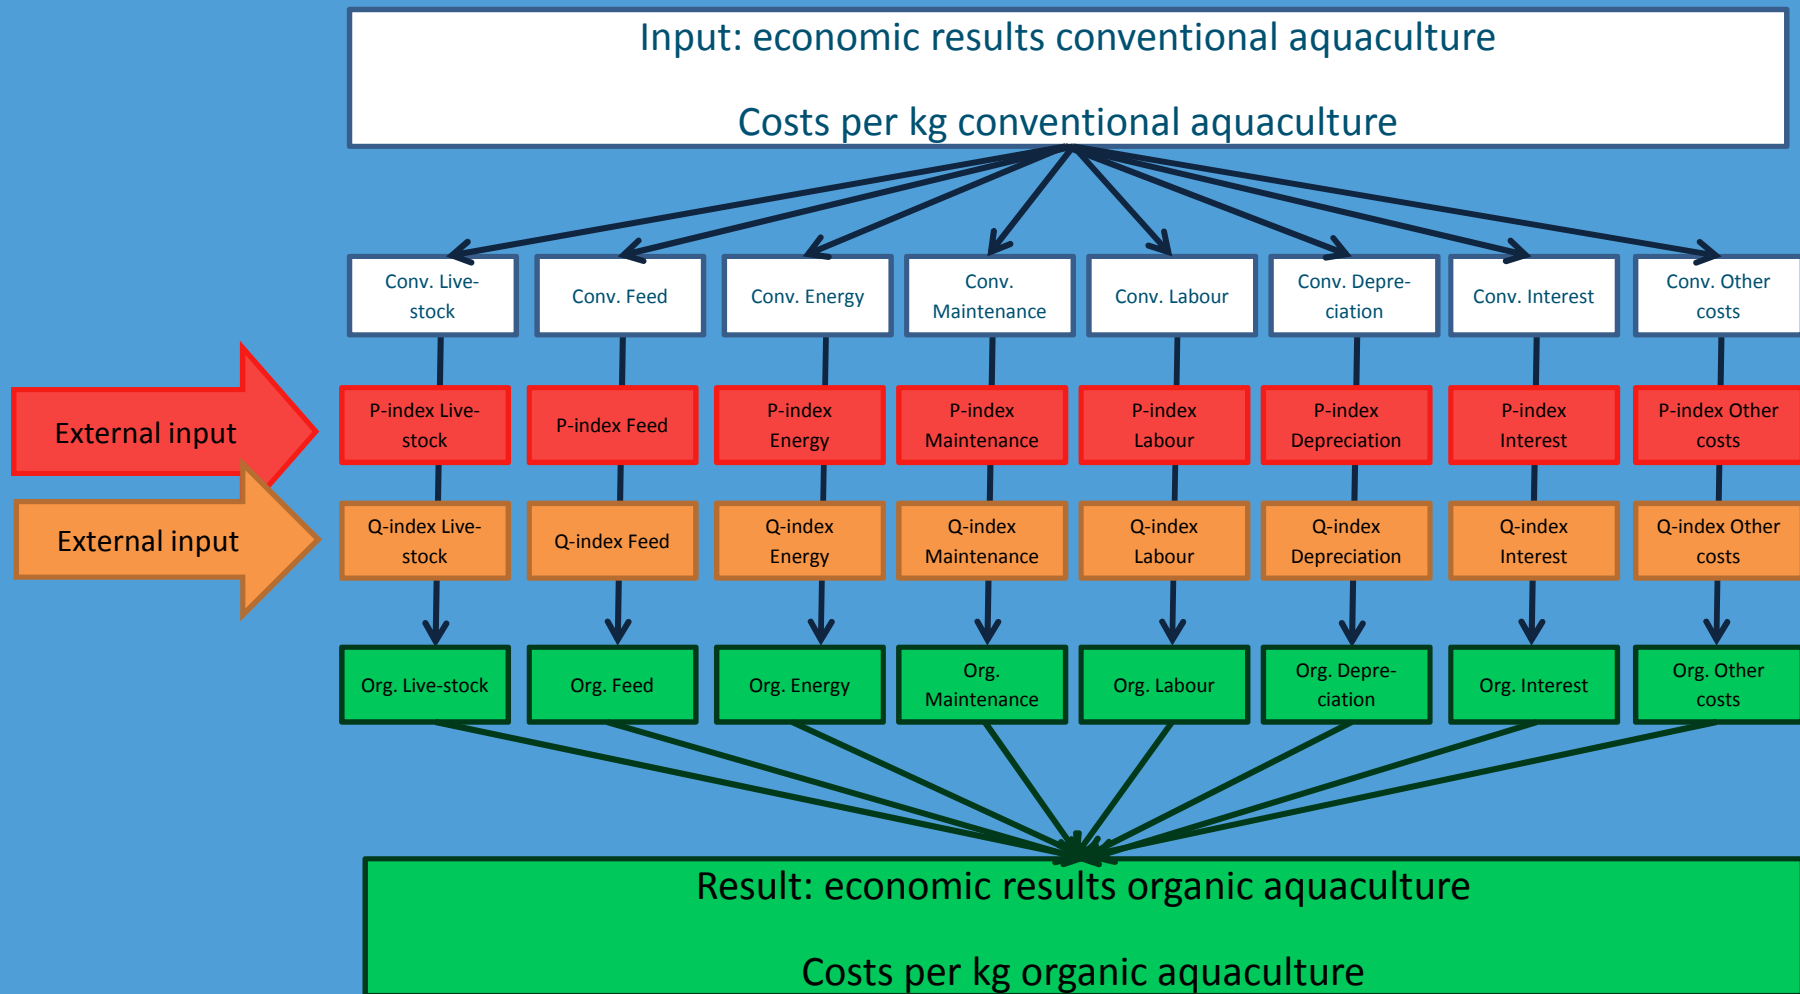 Input: economic results conventional aquaculture
Costs per kg conventional aquaculture
Conv. Live-
stock
Conv. Feed
Conv. Energy
Conv.
Maintenance
Conv. Labour
Conv. Depre-
ciation
Conv. Interest
Conv. Other
costs
External input
P-index Live-
stock
P-index Feed
P-index
Energy
P-index
Maintenance
P-index
Labour
P-index
Depreciation
P-index
Interest
P-index Other
costs
External input
Q-index Live-
stock
Q-index Feed
Q-index
Energy
Q-index
Maintenance
Q-index
Labour
Q-index
Depreciation
Q-index
Interest
Q-index Other
costs
Org. Live-stock
Org. Feed
Org. Energy
Org.
Maintenance
Org. Labour
Org. Depre-
ciation
Org. Interest
Org. Other
costs
Result: economic results organic aquaculture
Costs per kg organic aquaculture